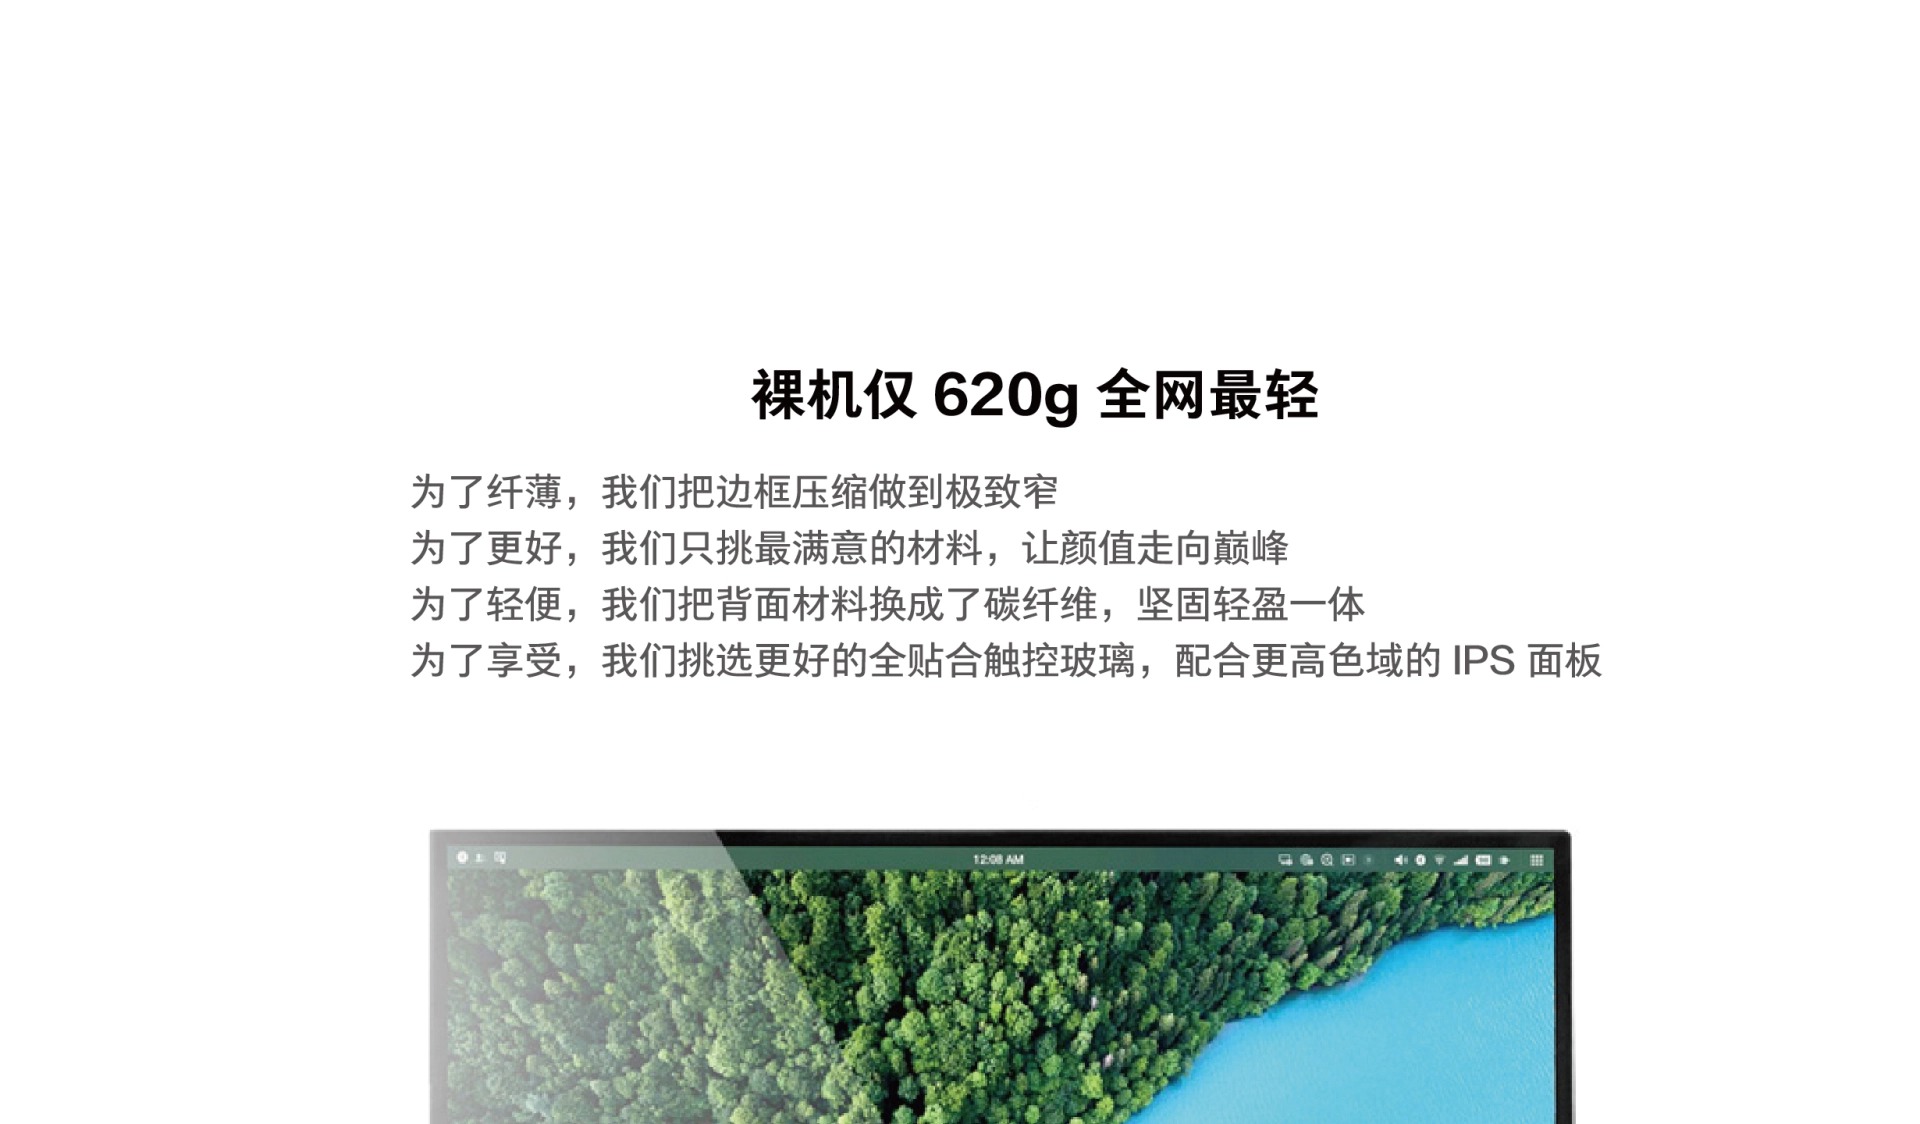 裸机仅 620g 全网最轻
为了纤薄，我们把边框压缩做到极致窄
为了更好，我们只挑最满意的材料，让颜值走向巅峰
为了轻便，我们把背面材料换成了碳纤维，坚固轻盈一体
为了享受，我们挑选更好的全贴合触控玻璃，配合更高色域的 IPS 面板
12:08 AM